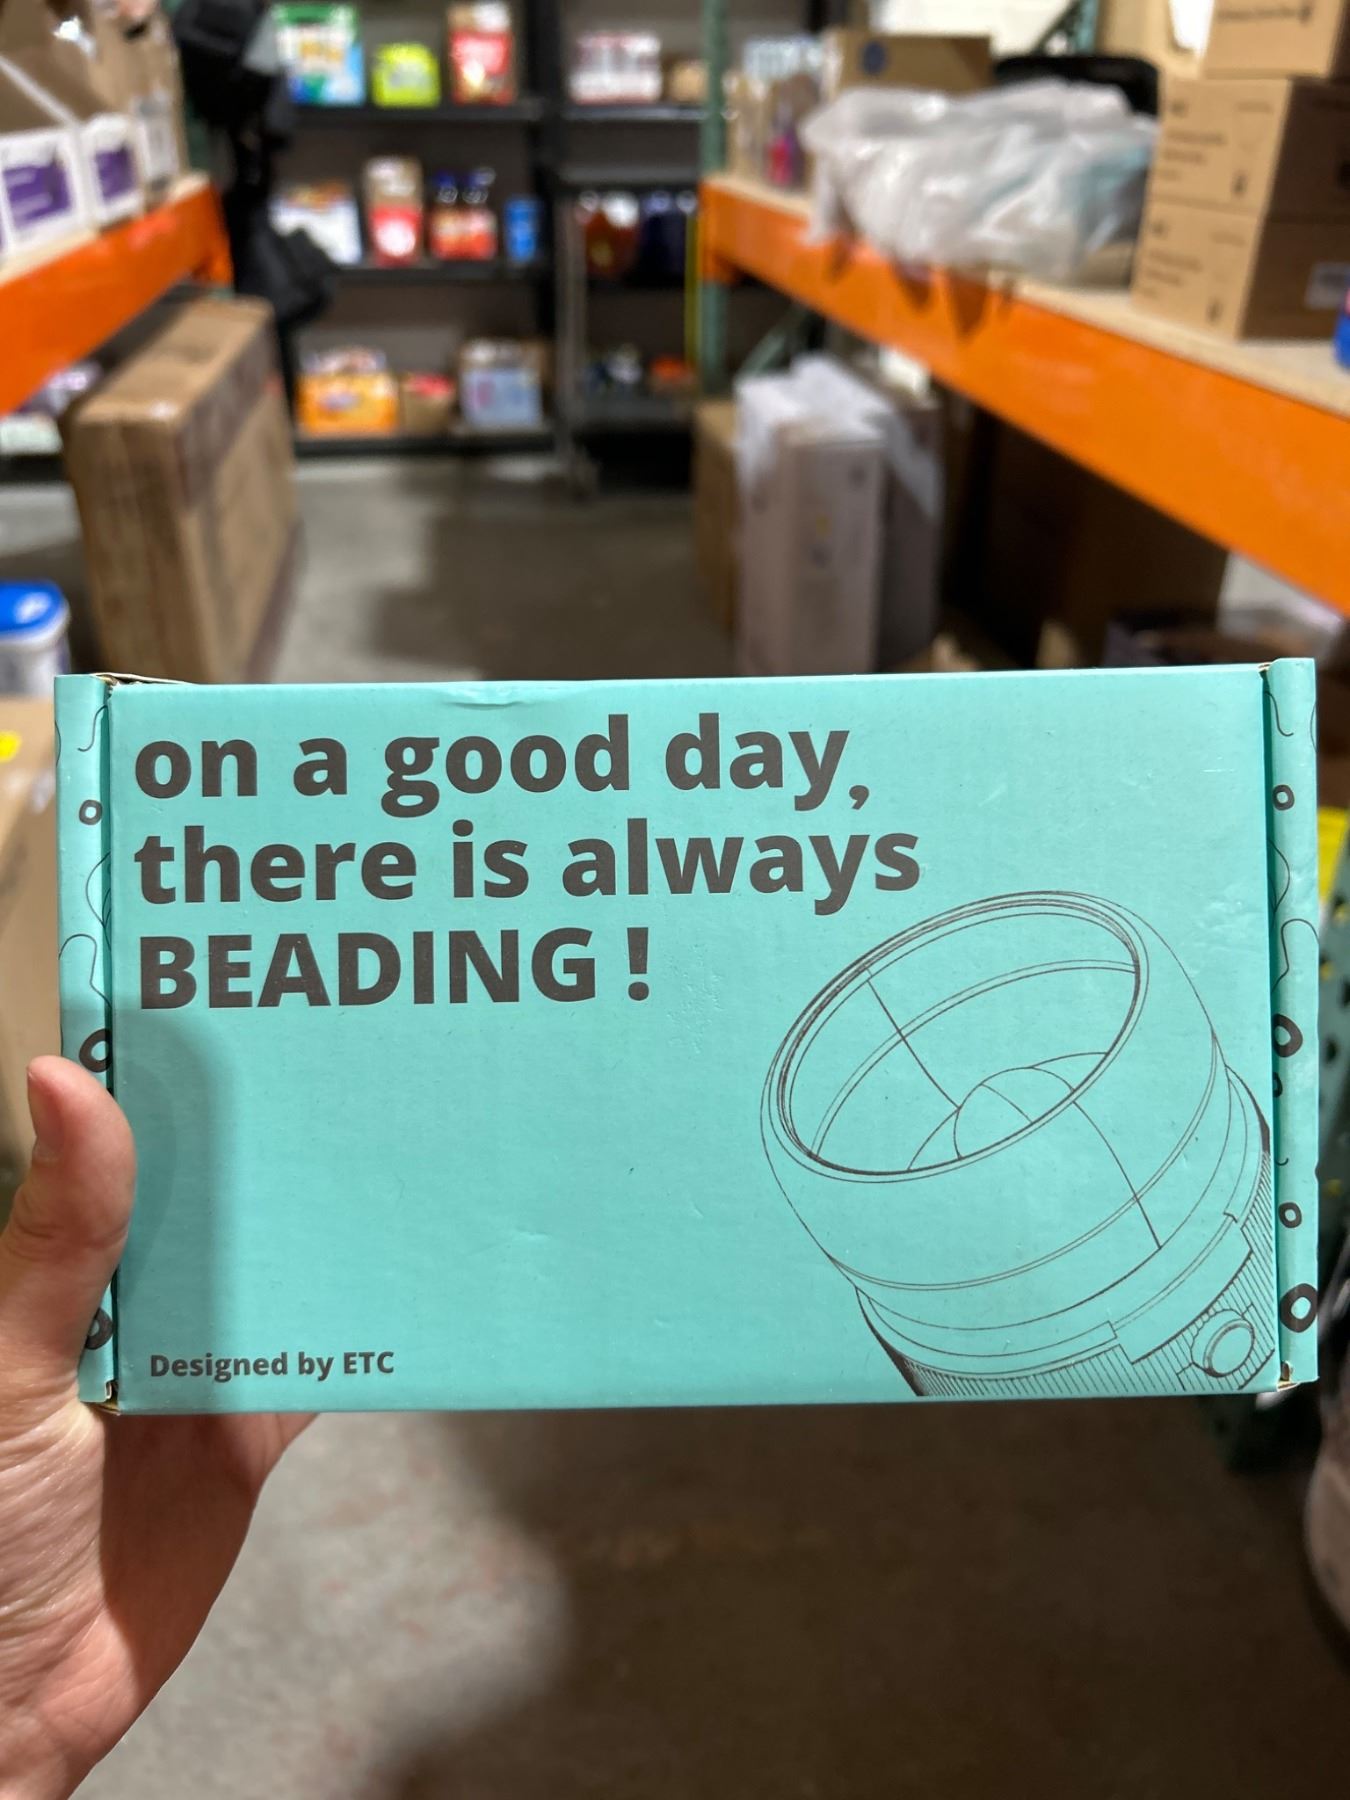 on a good day,
there is always
BEADING !
Designed by ETC